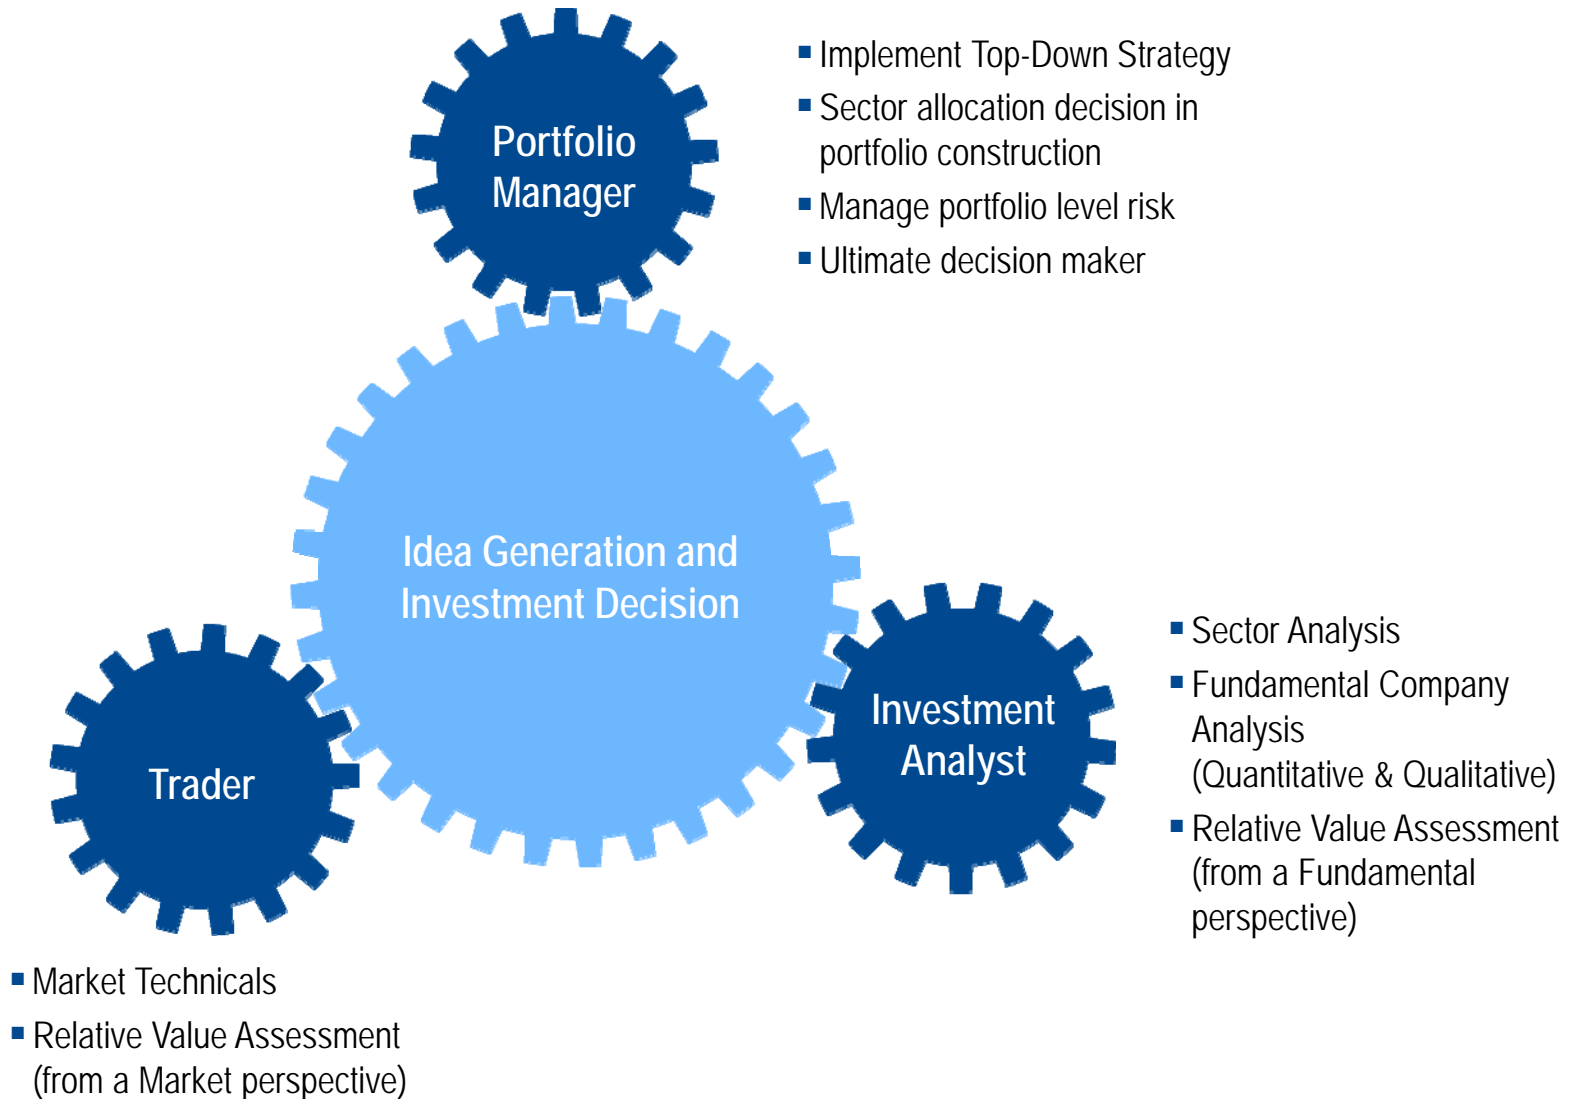 Portfolio
Manager
▪ Implement Top-Down Strategy
▪ Sector allocation decision in
portfolio construction
▪ Manage portfolio level risk
▪ Ultimate decision maker
Idea Generation and
Investment Decision
Investment
Analyst
▪ Sector Analysis
▪ Fundamental Company
Analysis
(Quantitative & Qualitative)
▪ Relative Value Assessment
(from a Fundamental
perspective)
Trader
▪ Market Technicals
▪ Relative Value Assessment
(from a Market perspective)